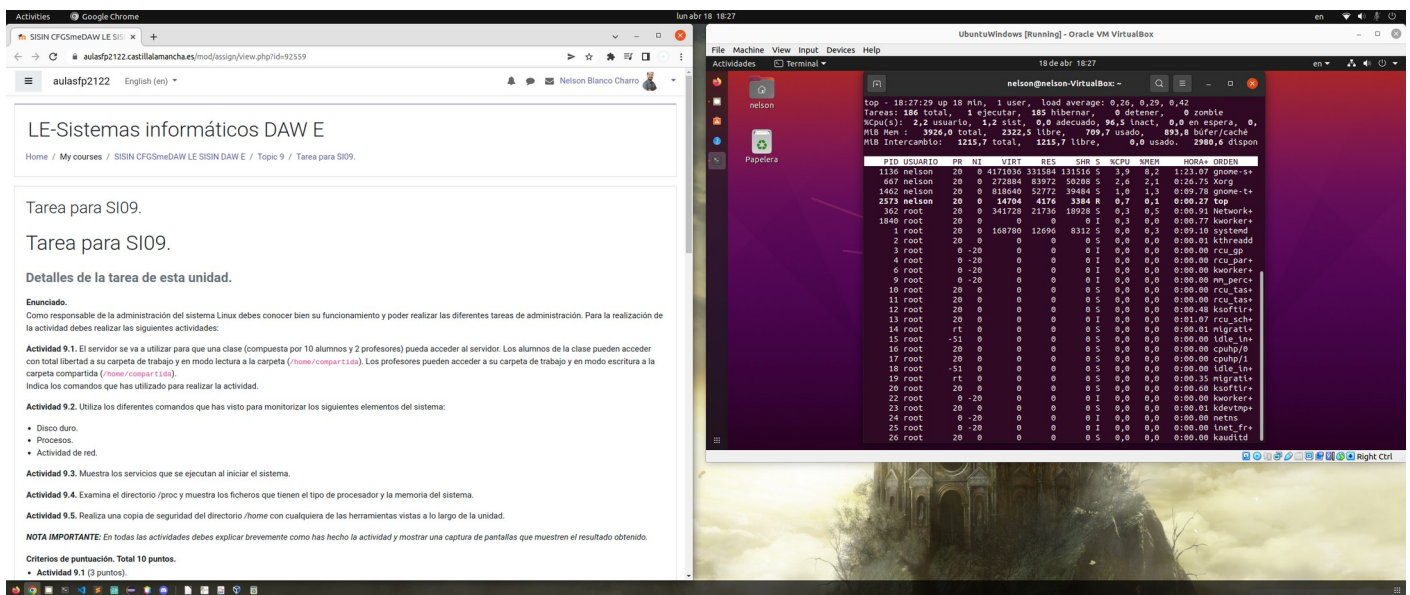 Activities
Google Chrome
lun abr 18 18:27
en
SISIN CFGSmeDAW LE SIS
aulasfp2122.castillalamancha.es/mod/assign/view.php?id=92559
aulasfp2122
English (en)
Nelson Blanco Charro
LE-Sistemas informáticos DAW E
Home / My courses / SISIN CFGSmeDAW LE SISIN DAW E / Topic 9 / Tarea para SI09.
Tarea para SI09.
Tarea para SI09.
Detalles de la tarea de esta unidad.
Enunciado.
Como responsable de la administración del sistema Linux debes conocer bien su funcionamiento y poder realizar las diferentes tareas de administración. Para la realización de
la actividad debes realizar las siguientes actividades:
Actividad 9.1. El servidor se va a utilizar para que una clase (compuesta por 10 alumnos y 2 profesores) pueda acceder al servidor. Los alumnos de la clase pueden acceder
con total libertad a su carpeta de trabajo y en modo lectura a la carpeta (/home/compartida). Los profesores pueden acceder a su carpeta de trabajo y en modo escritura a la
carpeta compartida (/home/compartida).
Indica los comandos que has utilizado para realizar la actividad.
Actividad 9.2. Utiliza los diferentes comandos que has visto para monitorizar los siguientes elementos del sistema:
• Disco duro.
• Procesos.
• Actividad de red.
Actividad 9.3. Muestra los servicios que se ejecutan al iniciar el sistema.
Actividad 9.4. Examina el directorio /proc y muestra los ficheros que tienen el tipo de procesador y la memoria del sistema.
Actividad 9.5. Realiza una copia de seguridad del directorio /home con cualquiera de las herramientas vistas a lo largo de la unidad.
NOTA IMPORTANTE: En todas las actividades debes explicar brevemente como has hecho la actividad y mostrar una captura de pantallas que muestren el resultado obtenido.
Criterios de puntuación. Total 10 puntos.
• Actividad 9.1 (3 puntos).
UbuntuWindows [Running] - Oracle VM VirtualBox
File Machine View Input Devices Help
Actividades
Terminal
18 de abr 18:27
en
nelson
Papelera
nelson@nelson-VirtualBox: ~
top - 18:27:29 up 18 min, 1 user, load average: 0,26, 0,29, 0,42
Tareas: 186 total, 1 ejecutar, 185 hibernar, 0 detener, 0 zombie
%Cpu(s): 2,2 usuario, 1,2 sist, 0,0 adecuado, 96,5 inact, 0,0 en espera, 0,
MiB Mem : 3926,0 total, 2322,5 libre, 709,7 usado, 893,8 búfer/caché
MiB Intercambio: 1215,7 total, 1215,7 libre, 0,0 usado. 2980,6 dispon
PID USUARIO PR NI VIRT RES SHR S %CPU %MEM HORA+ ORDEN
1136 nelson 20 0 4171036 331584 131516 S 3,9 8,2 1:23.07 gnome-s+
667 nelson 20 0 272884 83972 50208 S 2,6 2,1 0:26.75 Xorg
1462 nelson 20 0 818640 52772 39484 S 1,0 1,3 0:09.78 gnome-t+
2573 nelson 20 0 14704 4176 3384 R 0,7 0,1 0:00.27 top
362 root 20 0 341728 21736 18928 S 0,3 0,5 0:00.91 Network+
1840 root 20 0 0 0 0 I 0,3 0,0 0:00.77 kworker+
1 root 20 0 168780 12696 8312 S 0,0 0,3 0:09.10 systemd
2 root 20 0 0 0 0 S 0,0 0,0 0:00.01 kthreadd
3 root 0 -20 0 0 0 I 0,0 0,0 0:00.00 rcu_gp
4 root 0 -20 0 0 0 I 0,0 0,0 0:00.00 rcu_par+
6 root 0 -20 0 0 0 I 0,0 0,0 0:00.00 kworker+
9 root 0 -20 0 0 0 I 0,0 0,0 0:00.00 mm_perc+
10 root 20 0 0 0 0 S 0,0 0,0 0:00.00 rcu_tas+
11 root 20 0 0 0 0 S 0,0 0,0 0:00.00 rcu_tas+
12 root 20 0 0 0 0 S 0,0 0,0 0:00.48 ksoftir+
13 root 20 0 0 0 0 I 0,0 0,0 0:01.07 rcu_sch+
14 root rt 0 0 0 0 S 0,0 0,0 0:00.01 migrati+
15 root -51 0 0 0 0 S 0,0 0,0 0:00.00 idle_in+
16 root 20 0 0 0 0 S 0,0 0,0 0:00.00 cpuhp/0
17 root 20 0 0 0 0 S 0,0 0,0 0:00.00 cpuhp/1
18 root -51 0 0 0 0 S 0,0 0,0 0:00.00 idle_in+
19 root rt 0 0 0 0 S 0,0 0,0 0:00.35 migrati+
20 root 20 0 0 0 0 S 0,0 0,0 0:00.60 ksoftir+
22 root 0 -20 0 0 0 I 0,0 0,0 0:00.00 kworker+
23 root 20 0 0 0 0 S 0,0 0,0 0:00.01 kdevtmp+
24 root 0 -20 0 0 0 I 0,0 0,0 0:00.00 netns
25 root 0 -20 0 0 0 I 0,0 0,0 0:00.00 inet_fr+
26 root 20 0 0 0 0 S 0,0 0,0 0:00.00 kauditd
Right Ctrl